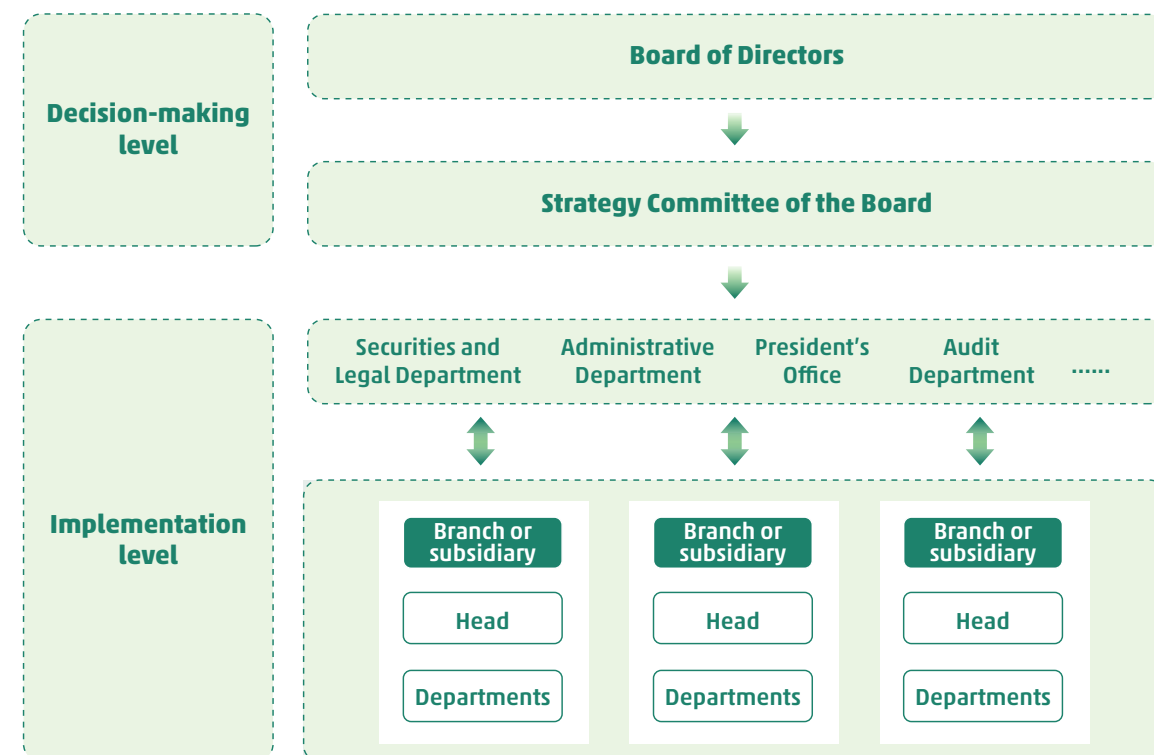 Decision-making
level
Board of Directors
Strategy Committee of the Board
Implementation
level
Securities and
Legal Department
Administrative
Department
President's
Office
Audit
Department
......
Branch or
subsidiary
Head
Departments
Branch or
subsidiary
Head
Departments
Branch or
subsidiary
Head
Departments